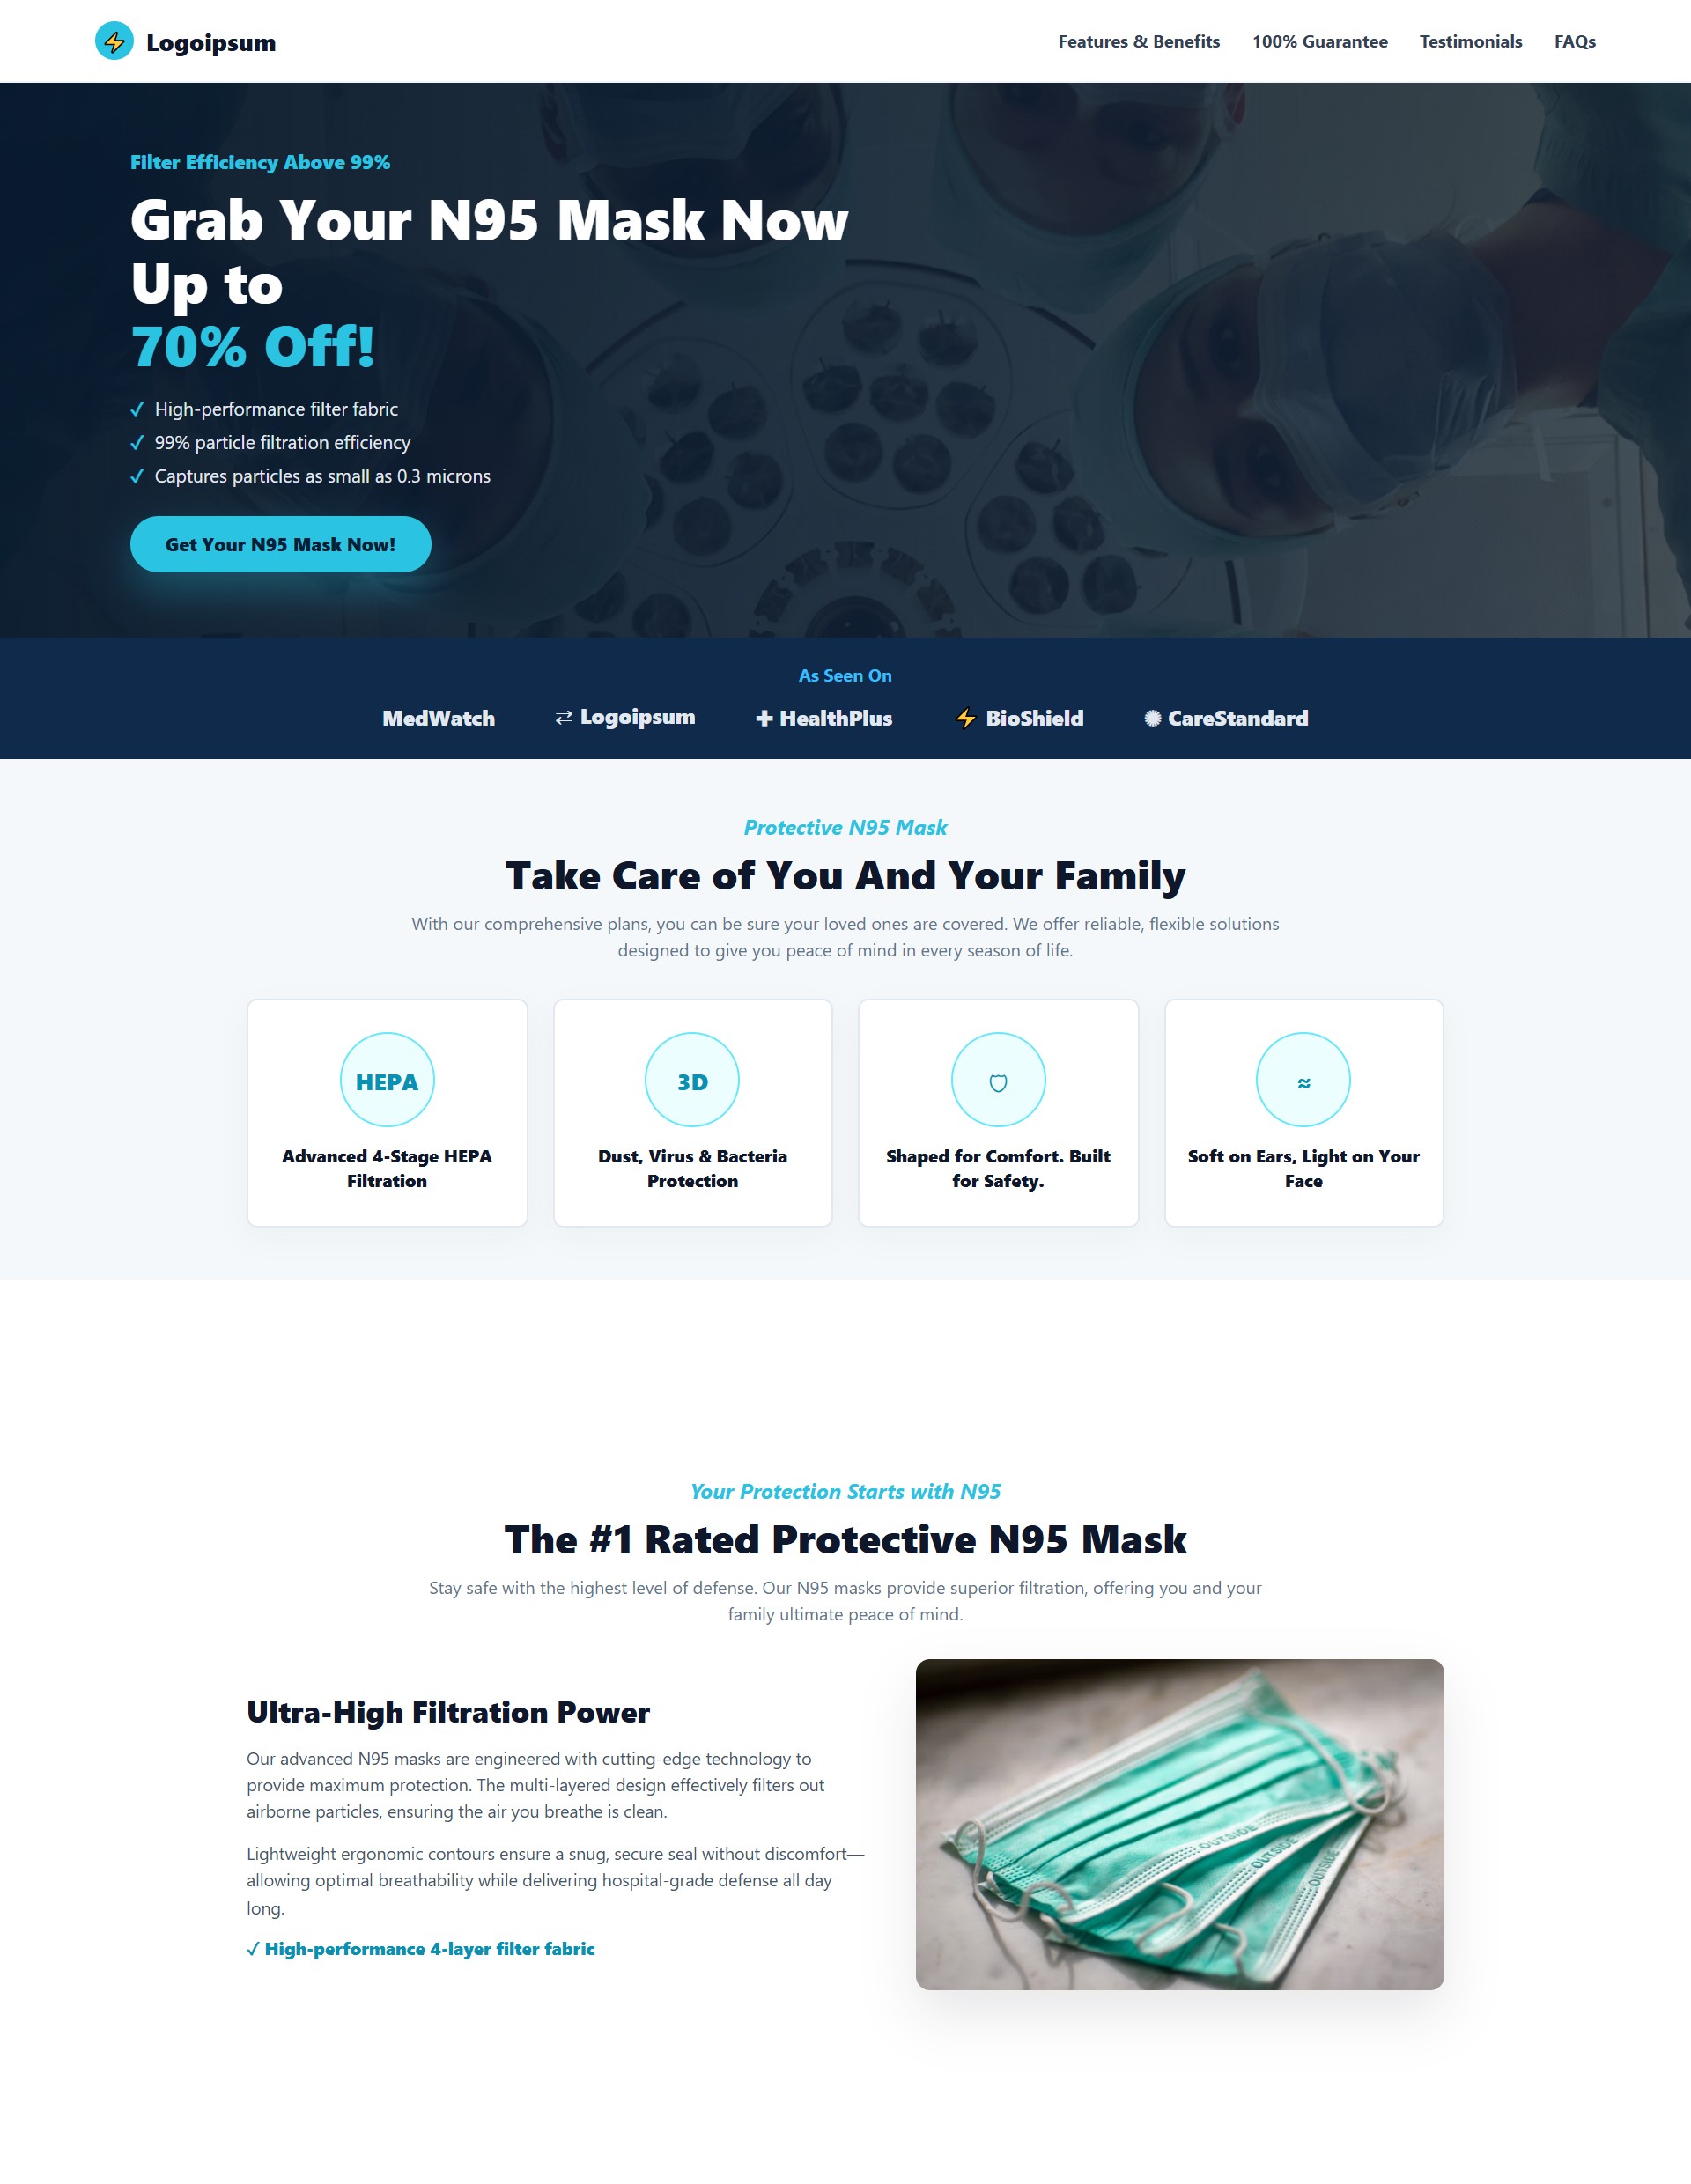 Logoipsum
Features & Benefits
100% Guarantee
Testimonials
FAQs
Filter Efficiency Above 99%
Grab Your N95 Mask Now
Up to
70% Off!
✓ High-performance filter fabric
✓ 99% particle filtration efficiency
✓ Captures particles as small as 0.3 microns
Get Your N95 Mask Now!
As Seen On
MedWatch
⇄ Logoipsum
✚ HealthPlus
⚡ BioShield
✺ CareStandard
Protective N95 Mask
Take Care of You And Your Family
With our comprehensive plans, you can be sure your loved ones are covered. We offer reliable, flexible solutions
designed to give you peace of mind in every season of life.
HEPA
Advanced 4-Stage HEPA
Filtration
3D
Dust, Virus & Bacteria
Protection
Shaped for Comfort. Built
for Safety.
≈
Soft on Ears, Light on Your
Face
Your Protection Starts with N95
The #1 Rated Protective N95 Mask
Stay safe with the highest level of defense. Our N95 masks provide superior filtration, offering you and your
family ultimate peace of mind.
Ultra-High Filtration Power
Our advanced N95 masks are engineered with cutting-edge technology to
provide maximum protection. The multi-layered design effectively filters out
airborne particles, ensuring the air you breathe is clean.
Lightweight ergonomic contours ensure a snug, secure seal without discomfort—
allowing optimal breathability while delivering hospital-grade defense all day
long.
✓ High-performance 4-layer filter fabric
OUTSIDE
OUTSIDE
OUTSIDE